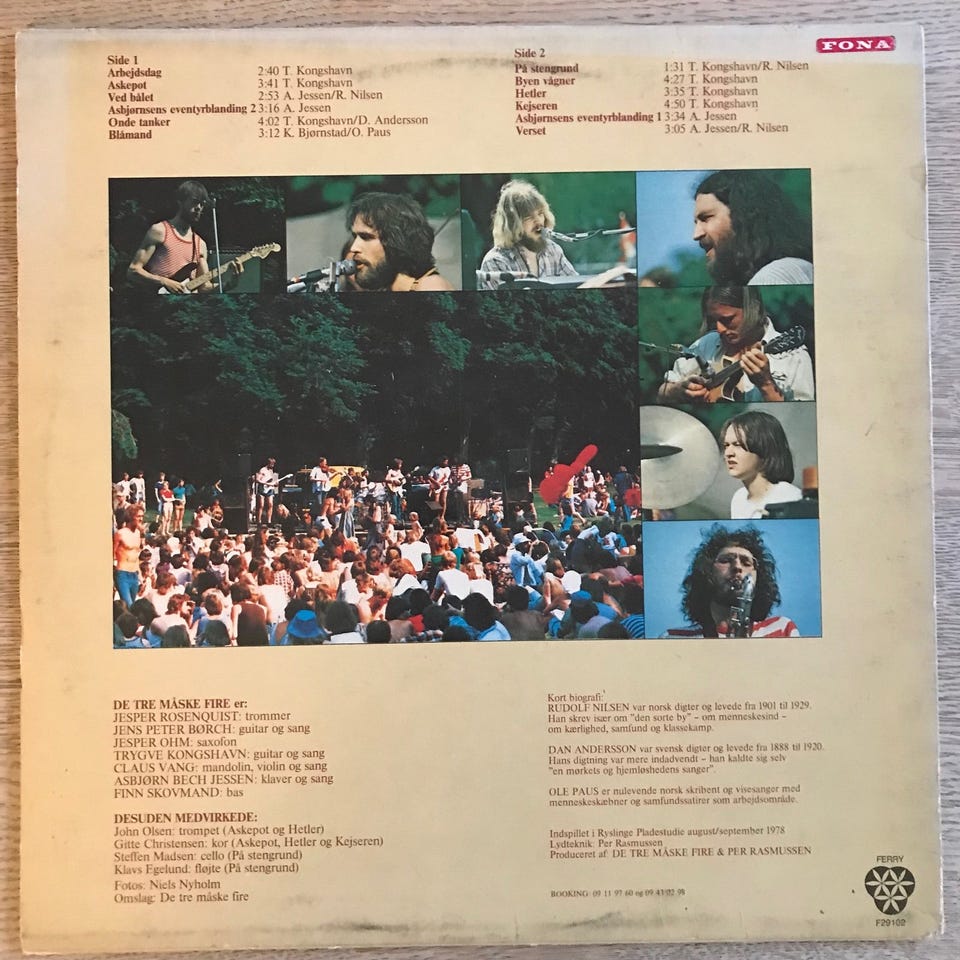 FONA
Side 1
Arbejdsdag 2:40 T. Kongshavn
Askepot 3:41 T. Kongshavn
Ved bålet 2:53 A. Jessen/R. Nilsen
Asbjørnsens eventyrblanding 2 3:16 A. Jessen
Onde tanker 4:02 T. Kongshavn/D. Andersson
Blåmand 3:12 K. Bjørnstad/O. Paus
Side 2
På stengrund 1:31 T. Kongshavn/R. Nilsen
Byen vågner 4:27 T. Kongshavn
Hetler 3:35 T. Kongshavn
Kejseren 4:50 T. Kongshavn
Asbjørnsens eventyrblanding 1 3:34 A. Jessen
Verset 3:05 A. Jessen/R. Nilsen
DE TRE MÅSKE FIRE er:
JESPER ROSENQUIST: trommer
JENS PETER BØRCH: guitar og sang
JESPER OHM: saxofon
TRYGVE KONGSHAVN: guitar og sang
CLAUS VANG: mandolin, violin og sang
ASBJØRN BECH JESSEN: klaver og sang
FINN SKOVMAND: bas
DESUDEN MEDVIRKEDE:
John Olsen: trompet (Askepot og Hetler)
Gitte Christensen: kor (Askepot, Hetler og Kejseren)
Steffen Madsen: cello (På stengrund)
Klavs Egelund: fløjte (På stengrund)
Fotos: Niels Nyholm
Omslag: De tre måske fire
Kort biografi:
RUDOLF NILSEN var norsk digter og levede fra 1901 til 1929.
Han skrev især om "den sorte by" – om menneskesind –
om kærlighed, samfund og klassekamp.
DAN ANDERSSON var svensk digter og levede fra 1888 til 1920.
Hans digtning var mere indadvendt – han kaldte sig selv
"en mørkets og hjemløshedens sanger".
OLE PAUS er nulevende norsk skribent og visesanger med
menneskeskæbner og samfundssatirer som arbejdsområde.
Indspillet i Ryslinge Pladestudie august/september 1978
Lydteknik: Per Rasmussen
Produceret af: DE TRE MÅSKE FIRE & PER RASMUSSEN
BOOKING: 09 11 97 60 og 09 43 02 98
FERRY
F29102